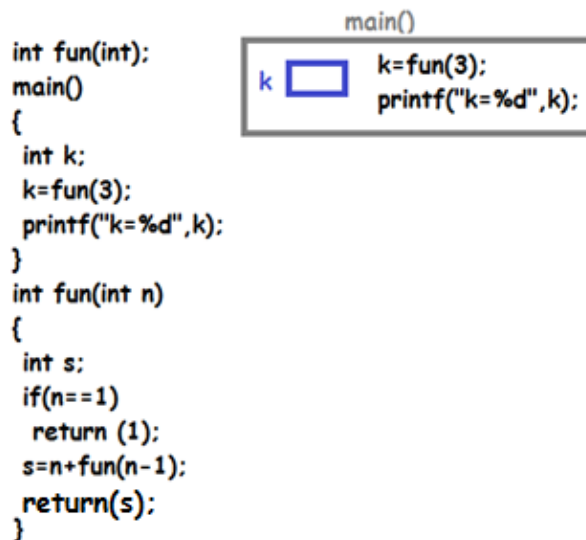 int fun(int);
main()
{
int k;
k=fun(3);
printf("k=%d",k);
}
int fun(int n)
{
int s;
if(n==1)
return (1);
s=n+fun(n-1);
return(s);
}
main()
k
k=fun(3);
printf("k=%d",k);